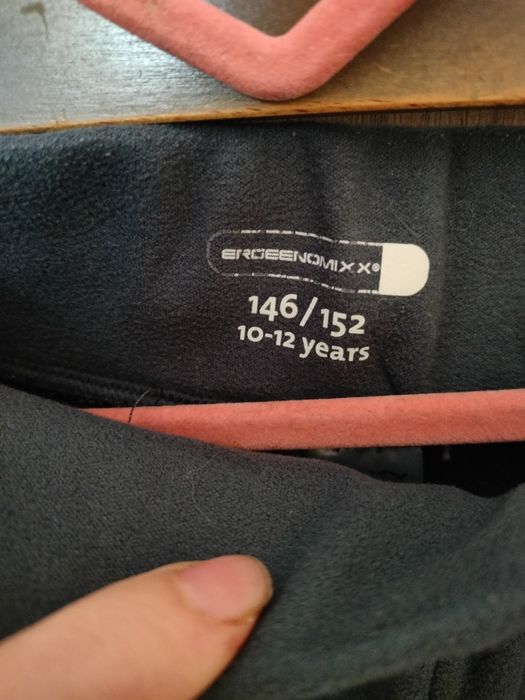 ERGEENOMIXX®
146/152
10-12 years